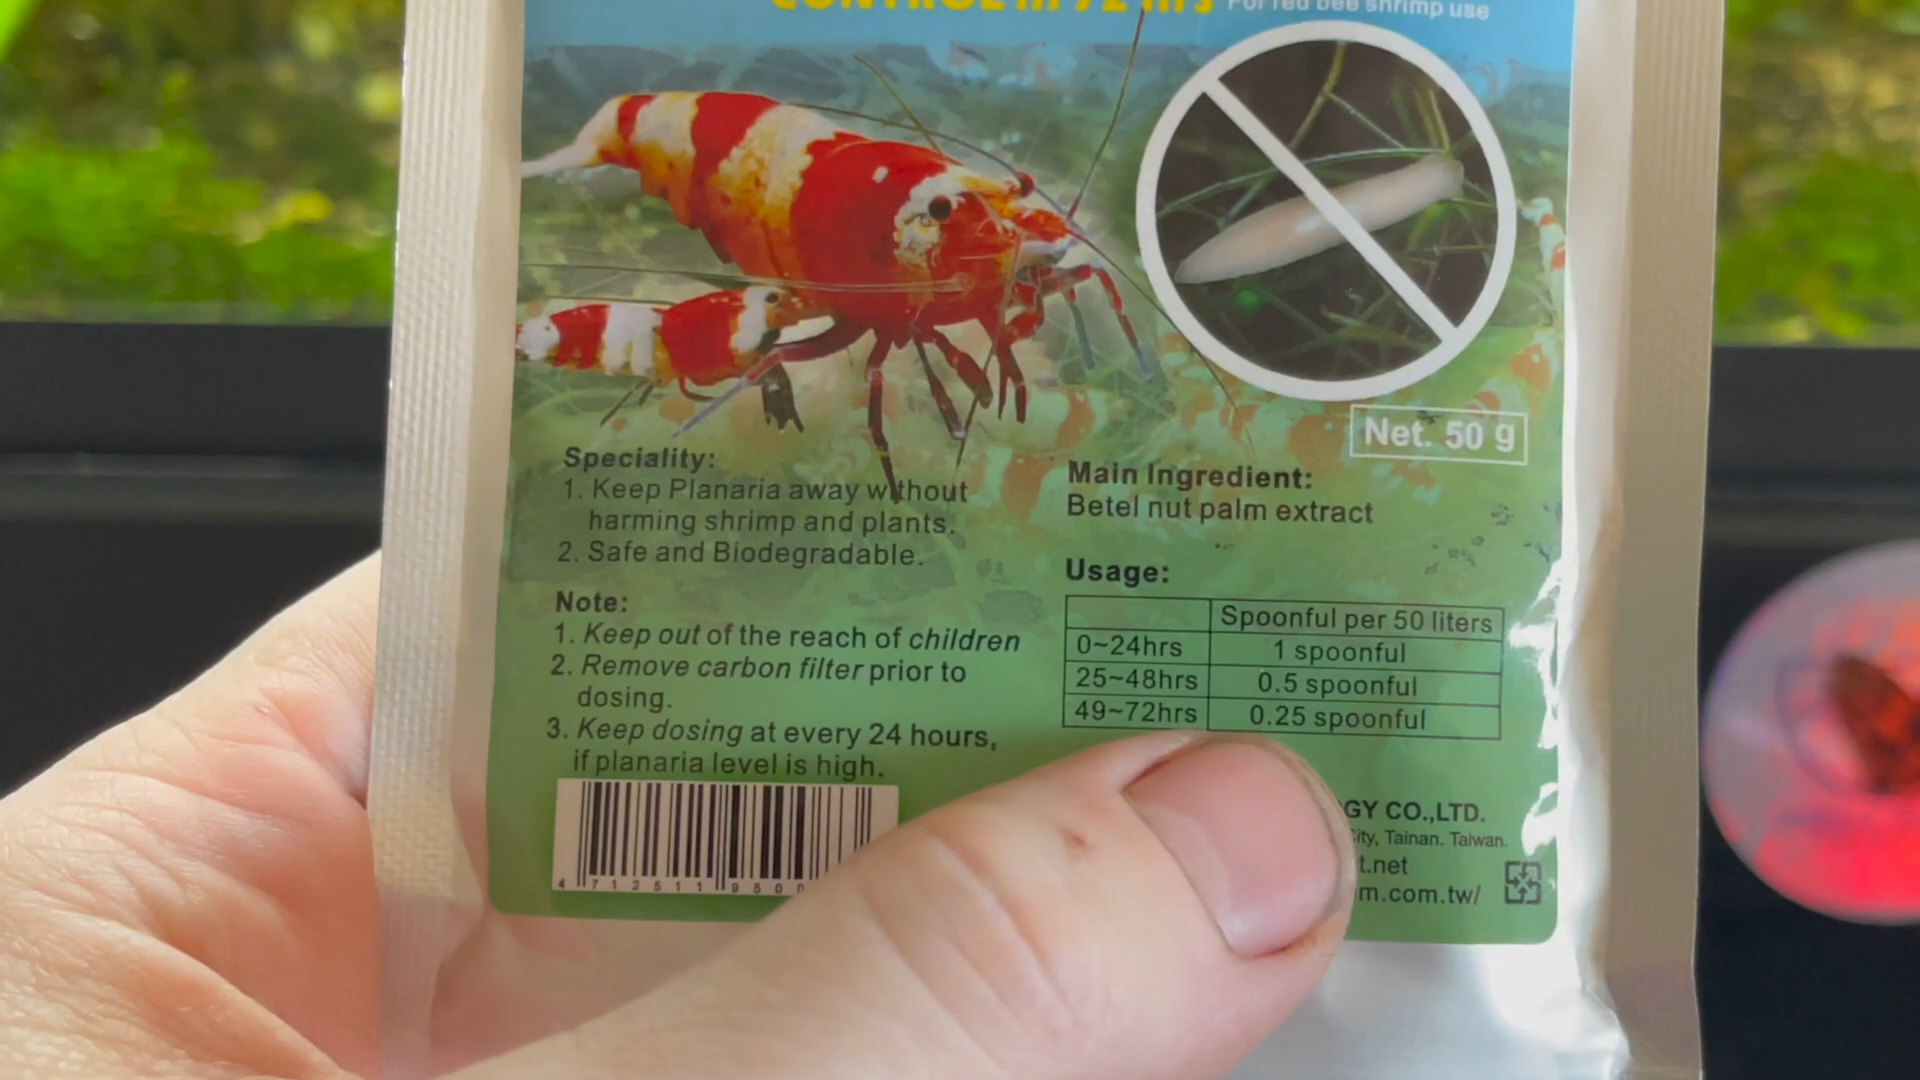 CONTROL in 72 Hrs For red bee shrimp use
Net. 50 g
Speciality:
1. Keep Planaria away without
harming shrimp and plants.
2. Safe and Biodegradable.
Note:
1. Keep out of the reach of children
2. Remove carbon filter prior to
dosing.
3. Keep dosing at every 24 hours,
if planaria level is high.
4 712511 950
Main Ingredient:
Betel nut palm extract
Usage:
Spoonful per 50 liters
0~24hrs 1 spoonful
25~48hrs 0.5 spoonful
49~72hrs 0.25 spoonful
GY CO.,LTD.
City, Tainan. Taiwan.
t.net
m.com.tw/